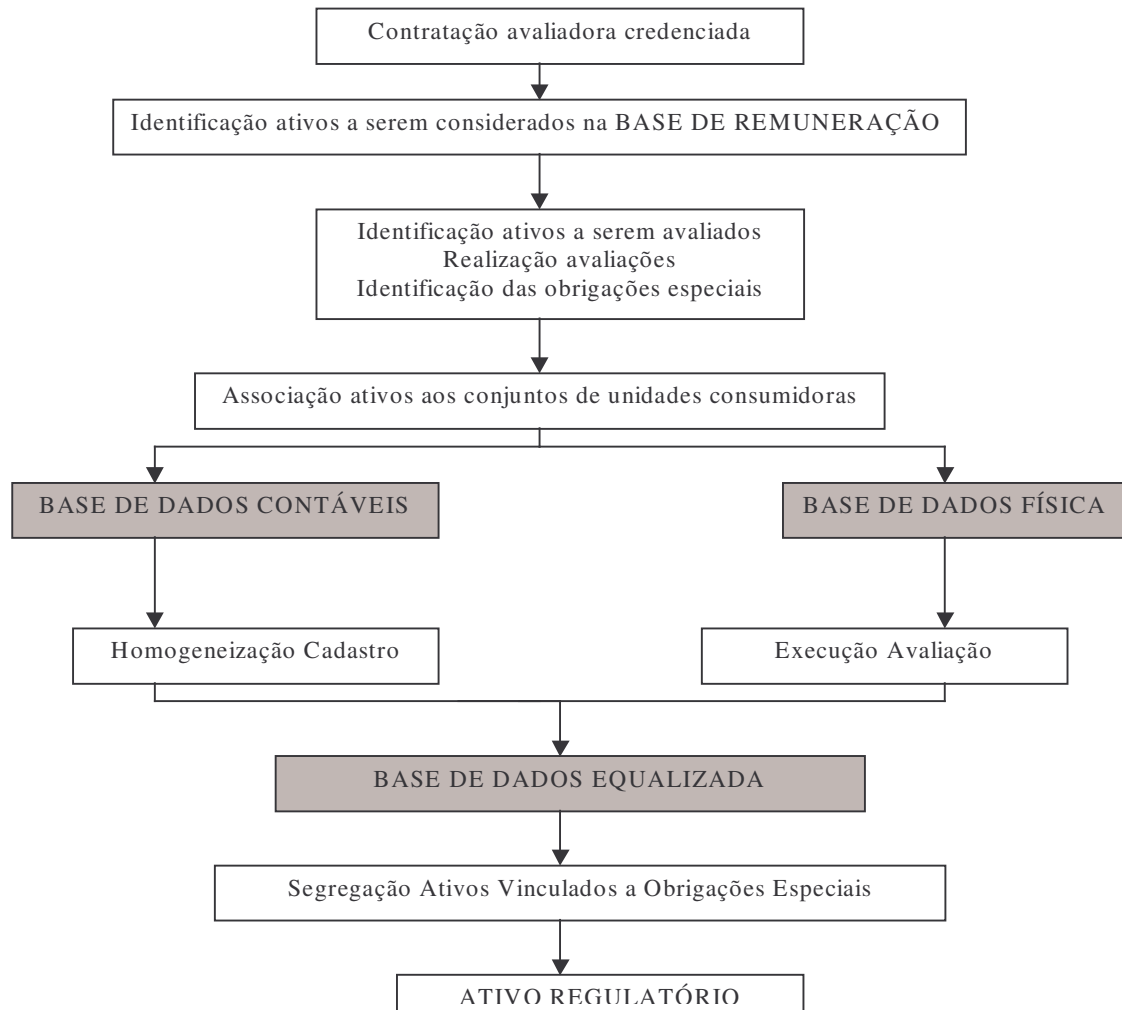 Contratação avaliadora credenciada
Identificação ativos a serem considerados na BASE DE REMUNERAÇÃO
Identificação ativos a serem avaliados
Realização avaliações
Identificação das obrigações especiais
Associação ativos aos conjuntos de unidades consumidoras
BASE DE DADOS CONTÁVEIS
BASE DE DADOS FÍSICA
Homogeneização Cadastro
Execução Avaliação
BASE DE DADOS EQUALIZADA
Segregação Ativos Vinculados a Obrigações Especiais
ATIVO REGULATÓRIO